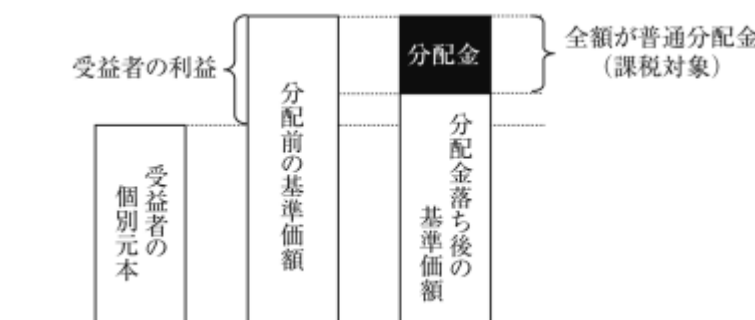 受益者の利益
分配金
全額が普通分配金
（課税対象）
受益者の
個別元本
分配前の基準価額
分配金落ち後の
基準価額